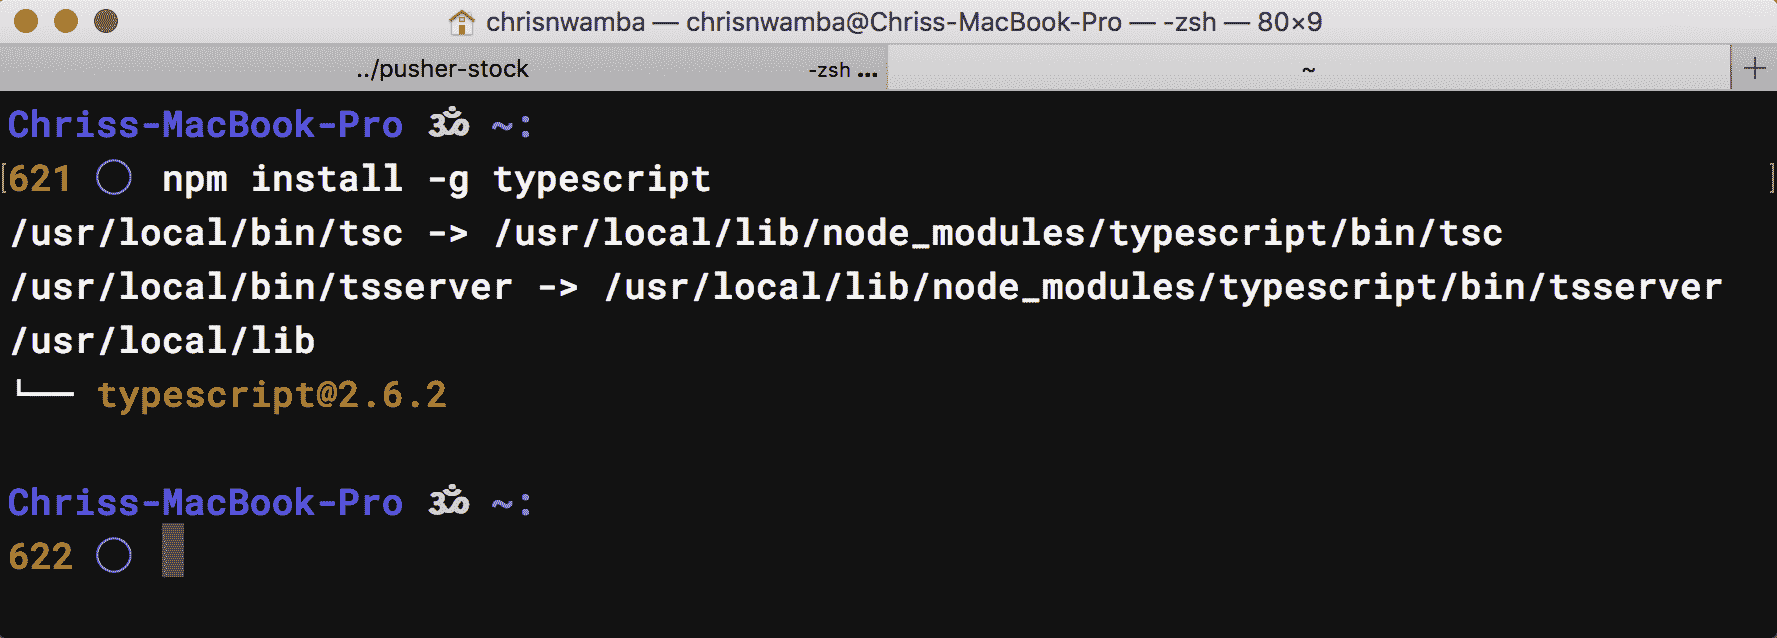 chrisnwamba — chrisnwamba@Chriss-MacBook-Pro — -zsh — 80×9
../pusher-stock -zsh ... ~ +
Chriss-MacBook-Pro ॐ ~:
[621 ○ npm install -g typescript ]
/usr/local/bin/tsc -> /usr/local/lib/node_modules/typescript/bin/tsc
/usr/local/bin/tsserver -> /usr/local/lib/node_modules/typescript/bin/tsserver
/usr/local/lib
└── typescript@2.6.2
Chriss-MacBook-Pro ॐ ~:
622 ○